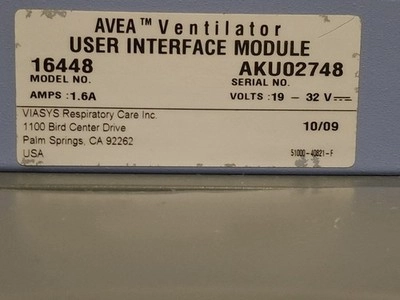 AVEA™ Ventilator
USER INTERFACE MODULE
16448 AKU02748
MODEL NO. SERIAL NO.
AMPS : 1.6A VOLTS : 19 – 32 V⎓
VIASYS Respiratory Care Inc.
1100 Bird Center Drive 10/09
Palm Springs, CA 92262
USA 51000-40821-F